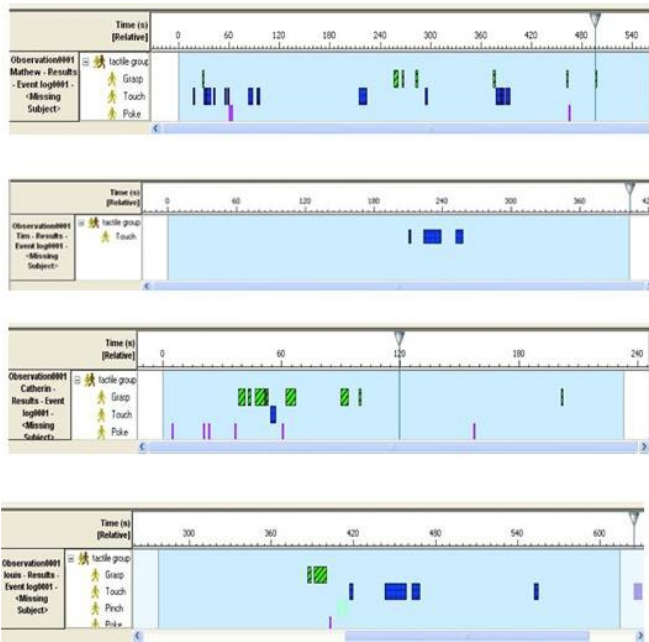 Time (s)
[Relative]
0 60 120 180 240 300 360 420 480 540
Observation0001
Mathew - Results
- Event log0001 -
<Missing
Subject>
tactile group
Grasp
Touch
Poke
Time (s)
[Relative]
0 60 120 180 240 300 360 42
Observation0001
Tim - Results -
Event log0001 -
<Missing
Subject>
tactile group
Touch
Time (s)
[Relative]
0 60 120 180 240
Observation0001
Catherin -
Results - Event
log0001 -
<Missing
Subject>
tactile group
Grasp
Touch
Poke
Time (s)
[Relative]
300 360 420 480 540 600
Observation0001
louis - Results -
Event log0001 -
<Missing
Subject>
tactile group
Grasp
Touch
Pinch
Poke